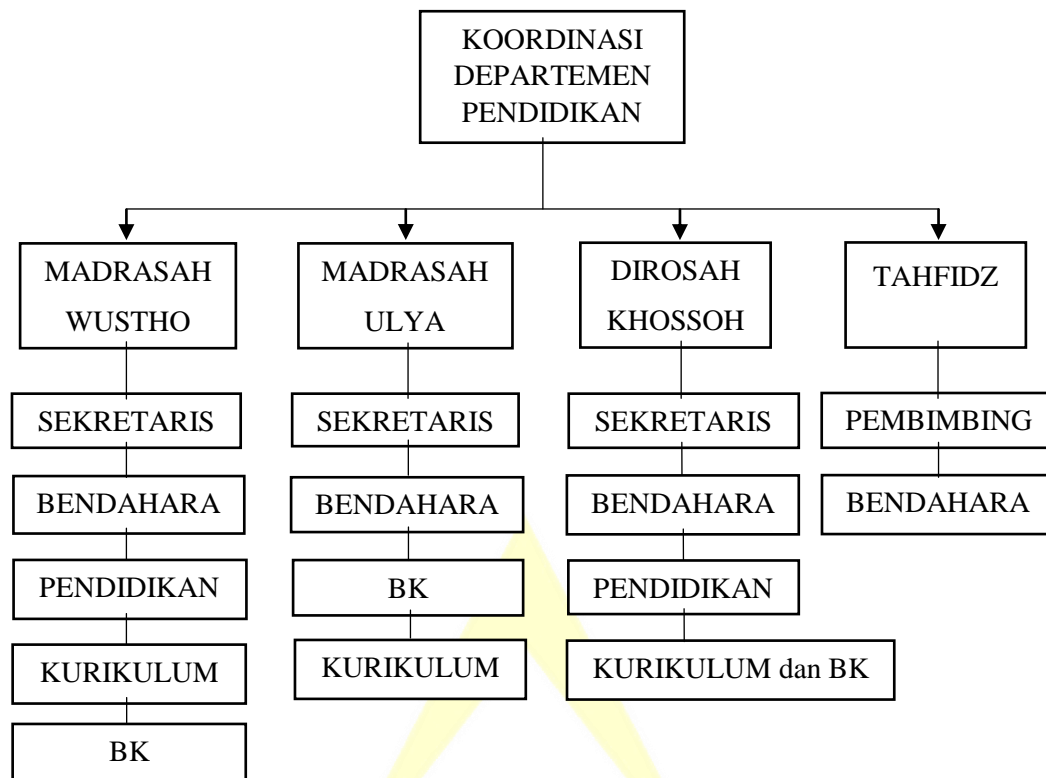 KOORDINASI
DEPARTEMEN
PENDIDIKAN
MADRASAH
WUSTHO
MADRASAH
ULYA
DIROSAH
KHOSSOH
TAHFIDZ
SEKRETARIS
SEKRETARIS
SEKRETARIS
PEMBIMBING
BENDAHARA
BENDAHARA
BENDAHARA
BENDAHARA
PENDIDIKAN
BK
PENDIDIKAN
KURIKULUM
KURIKULUM
KURIKULUM dan BK
BK